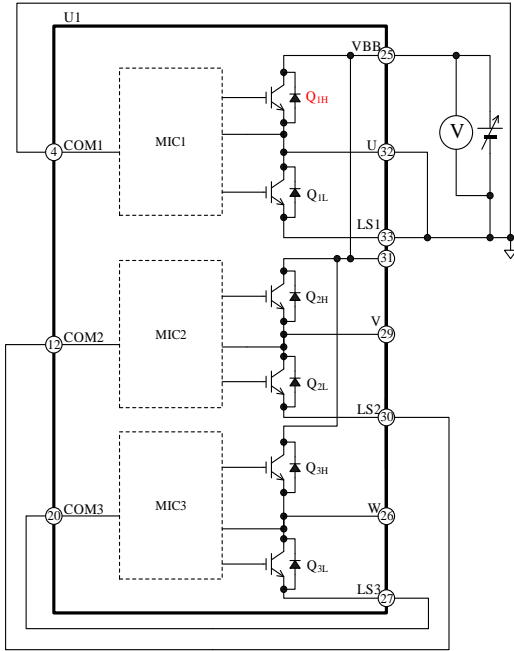 U1
VBB
25
Q1H
V
COM1
4
MIC1
U
32
Q1L
LS1
33
31
Q2H
COM2
12
MIC2
V
29
Q2L
LS2
30
Q3H
COM3
20
MIC3
W
26
Q3L
LS3
27